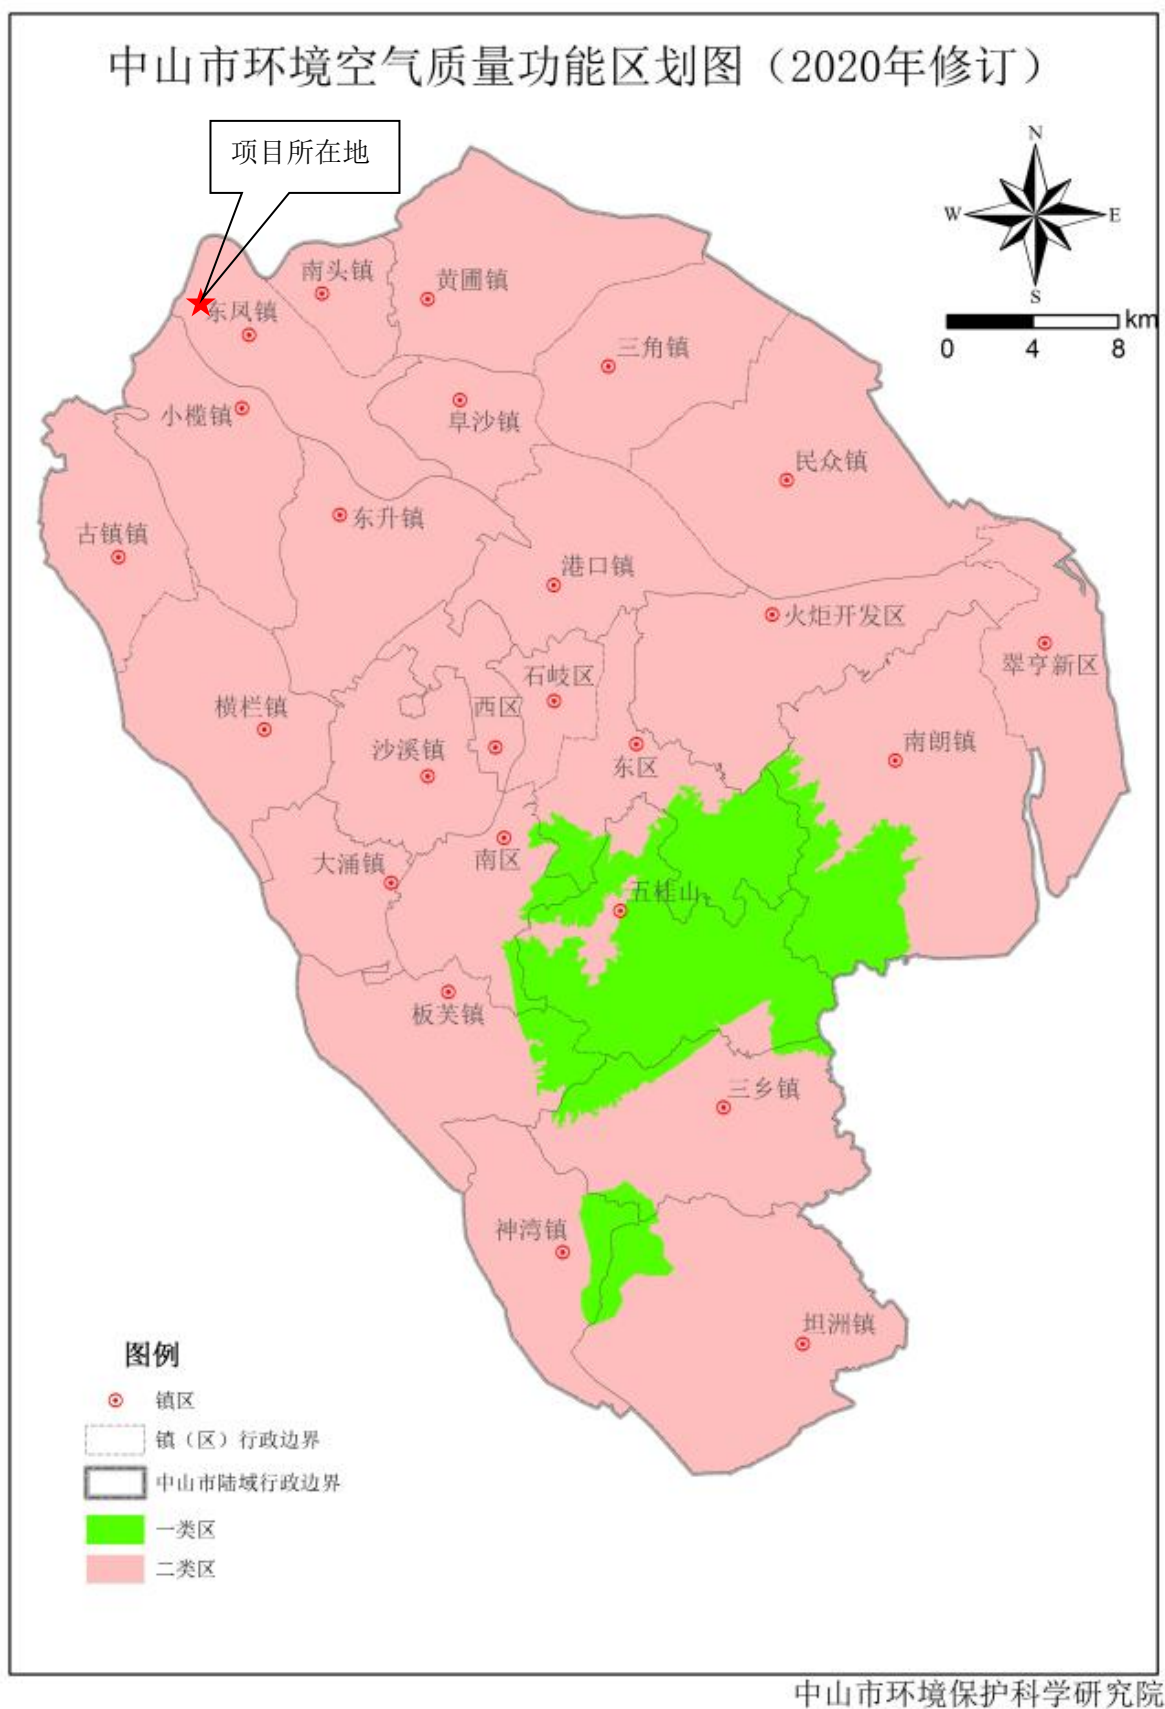 中山市环境空气质量功能区划图（2020年修订）
项目所在地
N
W
E
S
km
0 4 8
南头镇
黄圃镇
东凤镇
三角镇
小榄镇
阜沙镇
民众镇
古镇镇
东升镇
港口镇
火炬开发区
翠亨新区
石岐区
西区
横栏镇
沙溪镇
东区
南朗镇
南区
大涌镇
五桂山
板芙镇
三乡镇
神湾镇
坦洲镇
图例
镇区
镇（区）行政边界
中山市陆域行政边界
一类区
二类区
中山市环境保护科学研究院